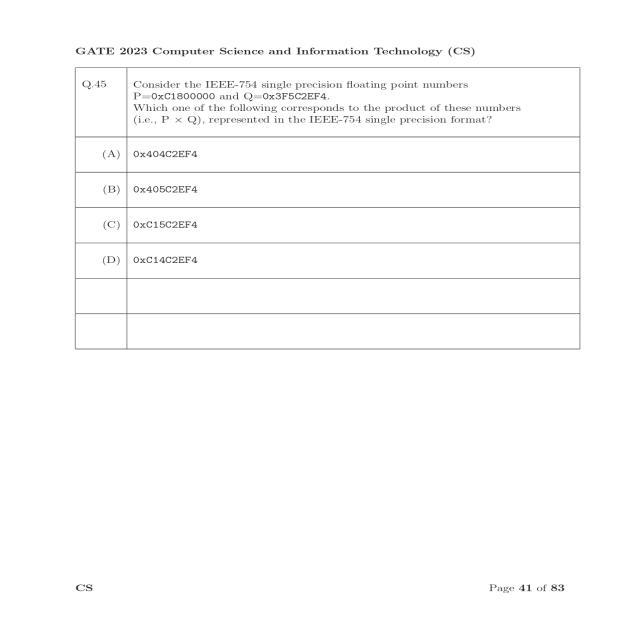 GATE 2023 Computer Science and Information Technology (CS)
Q.45 Consider the IEEE-754 single precision floating point numbers
P=0xC1800000 and Q=0x3F5C2EF4.
Which one of the following corresponds to the product of these numbers
(i.e., P × Q), represented in the IEEE-754 single precision format?
(A) 0x404C2EF4
(B) 0x405C2EF4
(C) 0xC15C2EF4
(D) 0xC14C2EF4
CS Page 41 of 83